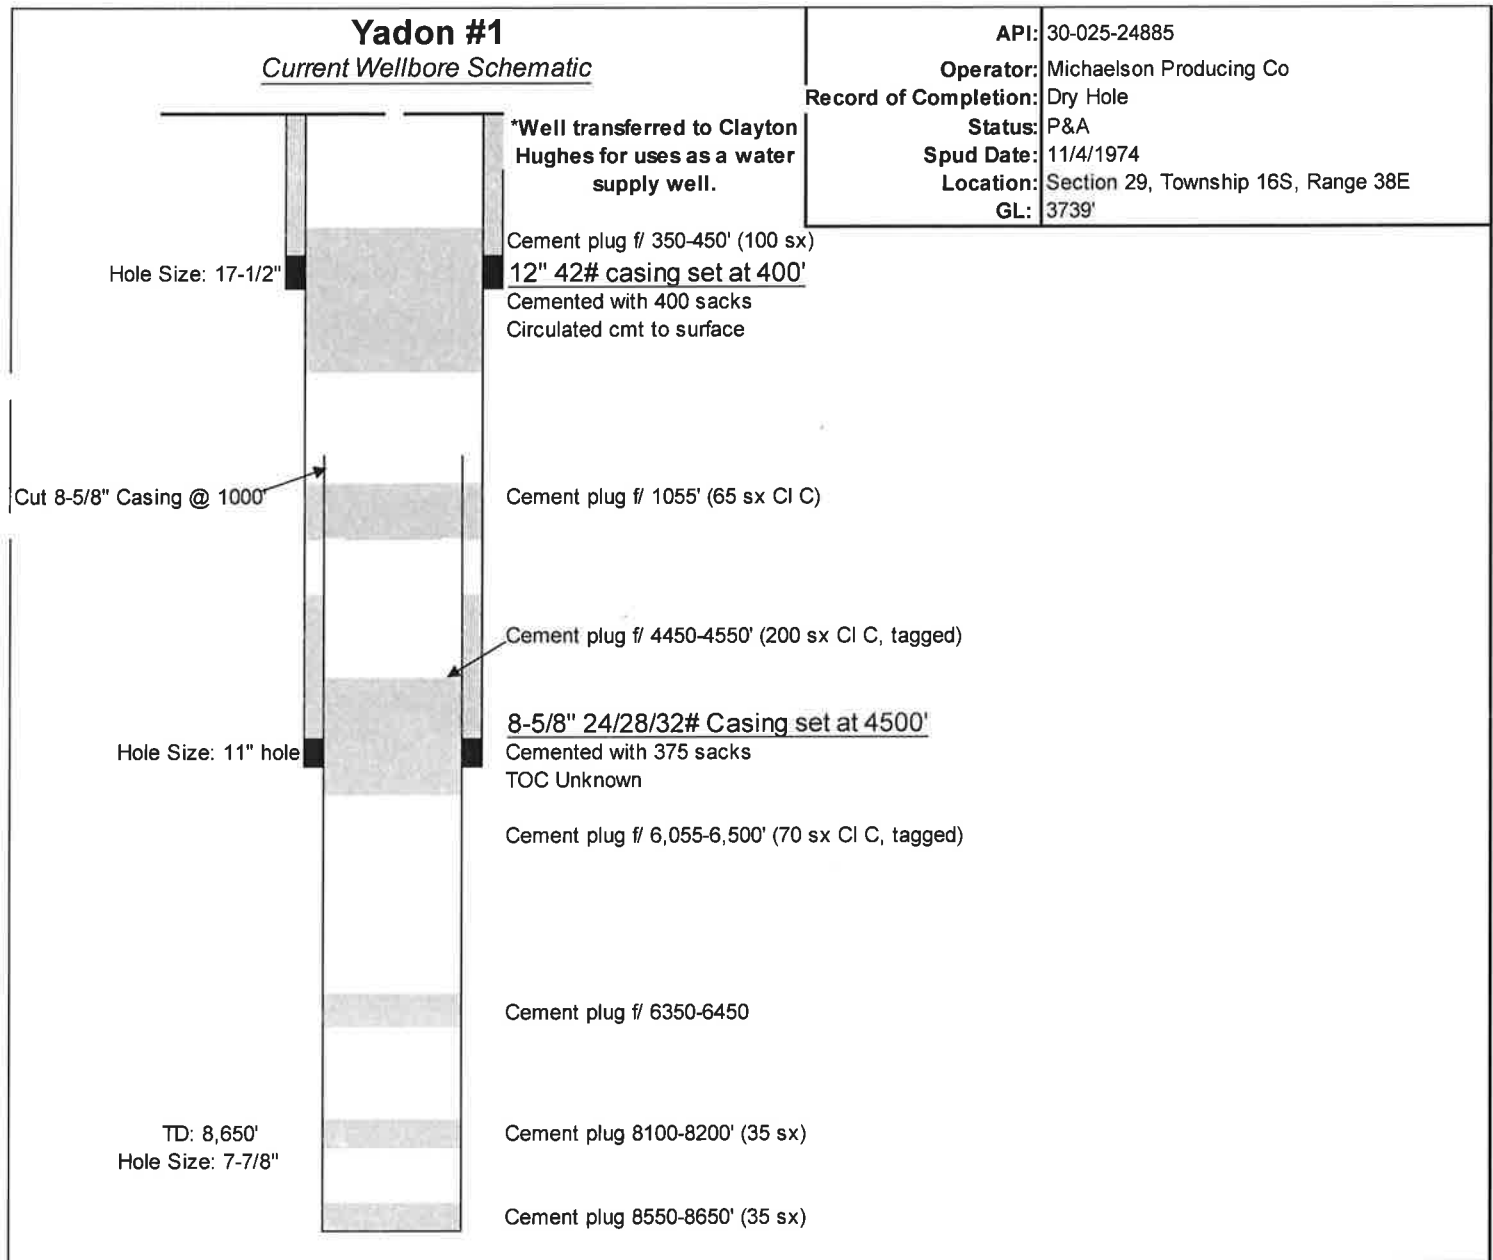 Yadon #1
Current Wellbore Schematic
API: 30-025-24885
Operator: Michaelson Producing Co
Record of Completion: Dry Hole
Status: P&A
Spud Date: 11/4/1974
Location: Section 29, Township 16S, Range 38E
GL: 3739'
*Well transferred to Clayton
Hughes for uses as a water
supply well.
Cement plug f/ 350-450' (100 sx)
Hole Size: 17-1/2"
12" 42# casing set at 400'
Cemented with 400 sacks
Circulated cmt to surface
Cut 8-5/8" Casing @ 1000'
Cement plug f/ 1055' (65 sx Cl C)
Cement plug f/ 4450-4550' (200 sx Cl C, tagged)
8-5/8" 24/28/32# Casing set at 4500'
Hole Size: 11" hole
Cemented with 375 sacks
TOC Unknown
Cement plug f/ 6,055-6,500' (70 sx Cl C, tagged)
Cement plug f/ 6350-6450
TD: 8,650'
Hole Size: 7-7/8"
Cement plug 8100-8200' (35 sx)
Cement plug 8550-8650' (35 sx)